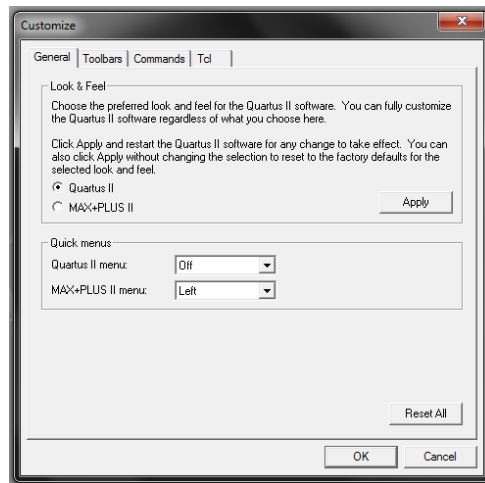 Customize
General Toolbars Commands Tcl
Look & Feel
Choose the preferred look and feel for the Quartus II software. You can fully customize
the Quartus II software regardless of what you choose here.
Click Apply and restart the Quartus II software for any change to take effect. You can
also click Apply without changing the selection to reset to the factory defaults for the
selected look and feel.
Quartus II
MAX+PLUS II
Apply
Quick menus
Quartus II menu: Off
MAX+PLUS II menu: Left
Reset All
OK Cancel